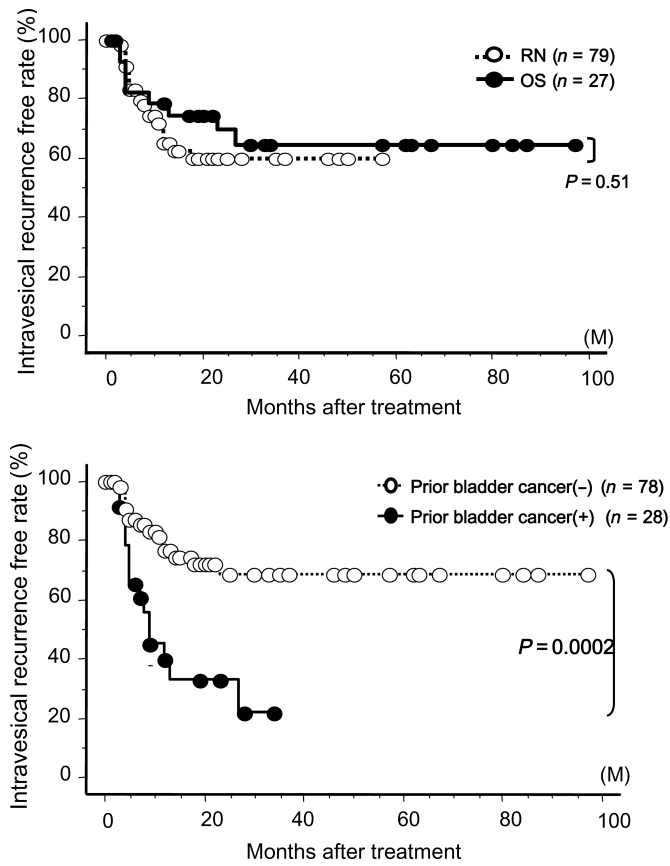 Intravesical recurrence free rate (%)
100
80
60
40
20
0
RN (n = 79)
OS (n = 27)
P = 0.51
(M)
0 20 40 60 80 100
Months after treatment
Intravesical recurrence free rate (%)
100
80
60
40
20
0
Prior bladder cancer(–) (n = 78)
Prior bladder cancer(+) (n = 28)
P = 0.0002
(M)
0 20 40 60 80 100
Months after treatment